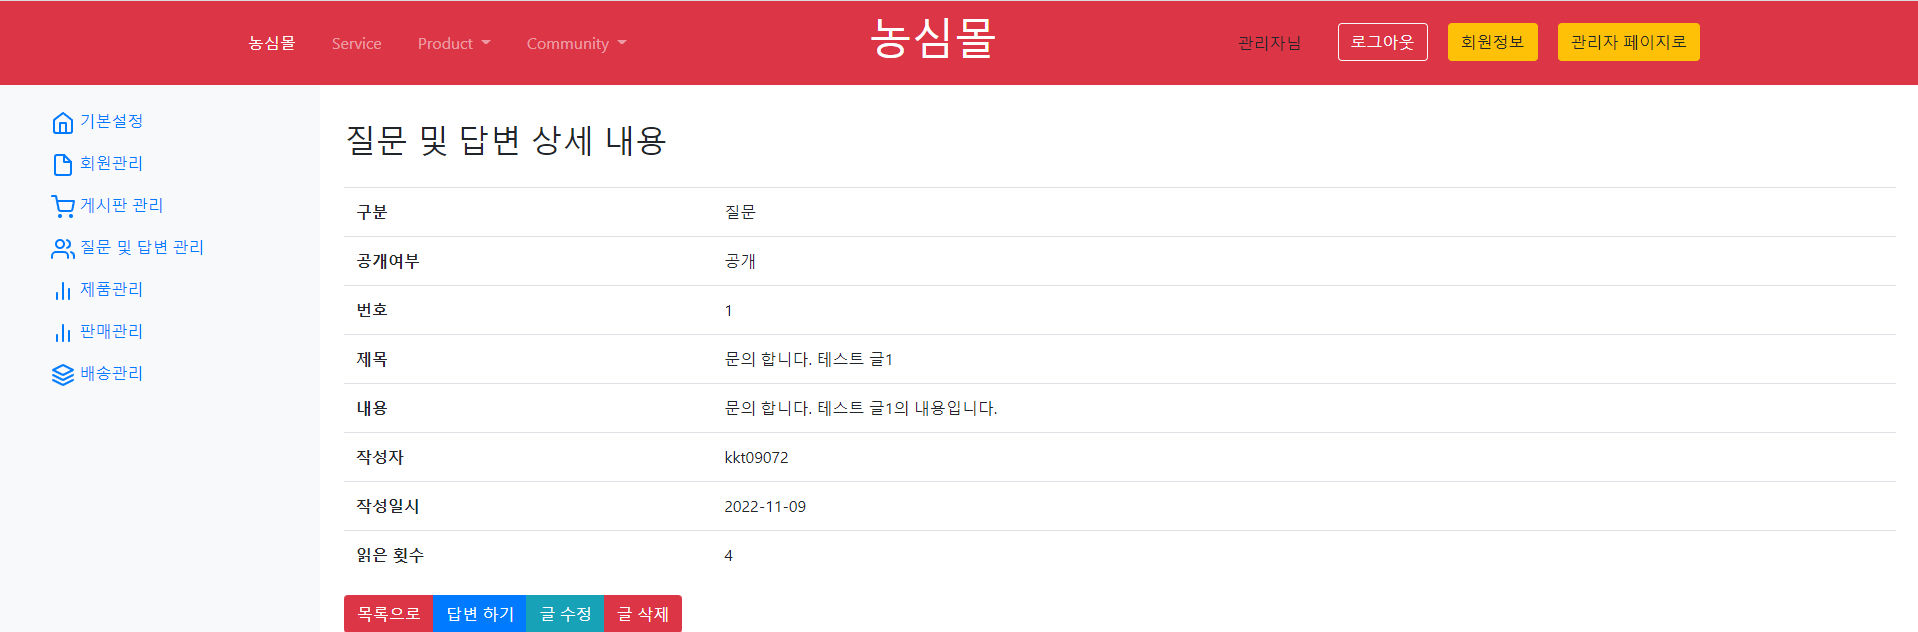 농심몰 Service Product Community 농심몰 관리자님 로그아웃 회원정보 관리자 페이지로
기본설정
회원관리
게시판 관리
질문 및 답변 관리
제품관리
판매관리
배송관리
질문 및 답변 상세 내용
구분 질문
공개여부 공개
번호 1
제목 문의 합니다. 테스트 글1
내용 문의 합니다. 테스트 글1의 내용입니다.
작성자 kkt09072
작성일시 2022-11-09
읽은 횟수 4
목록으로 답변 하기 글 수정 글 삭제